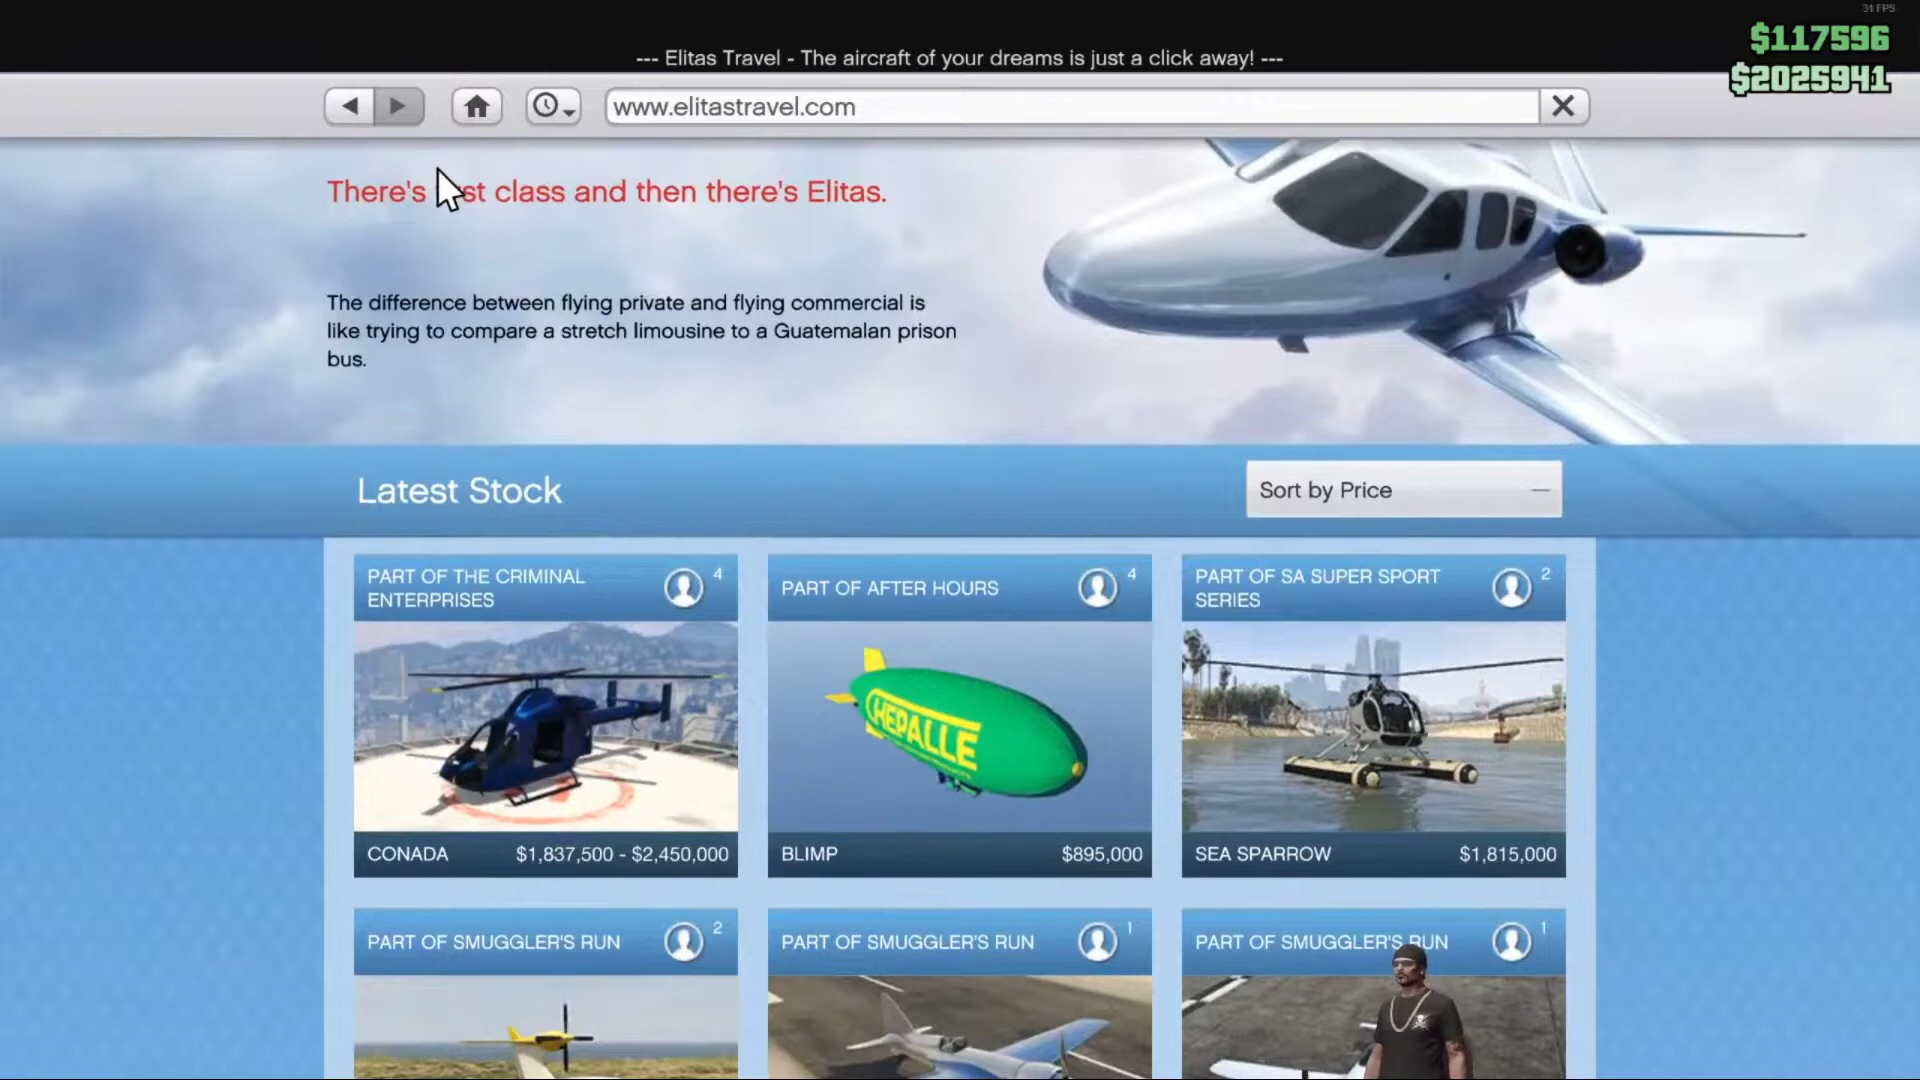 31 FPS
$117596
$2025941
--- Elitas Travel - The aircraft of your dreams is just a click away! ---
www.elitastravel.com
There's st class and then there's Elitas.
The difference between flying private and flying commercial is
like trying to compare a stretch limousine to a Guatemalan prison
bus.
Latest Stock
Sort by Price
PART OF THE CRIMINAL
ENTERPRISES
4
PART OF AFTER HOURS
4
PART OF SA SUPER SPORT
SERIES
2
HEPALLE
CONADA $1,837,500 - $2,450,000
BLIMP $895,000
SEA SPARROW $1,815,000
PART OF SMUGGLER'S RUN 2
PART OF SMUGGLER'S RUN 1
PART OF SMUGGLER'S RUN 1